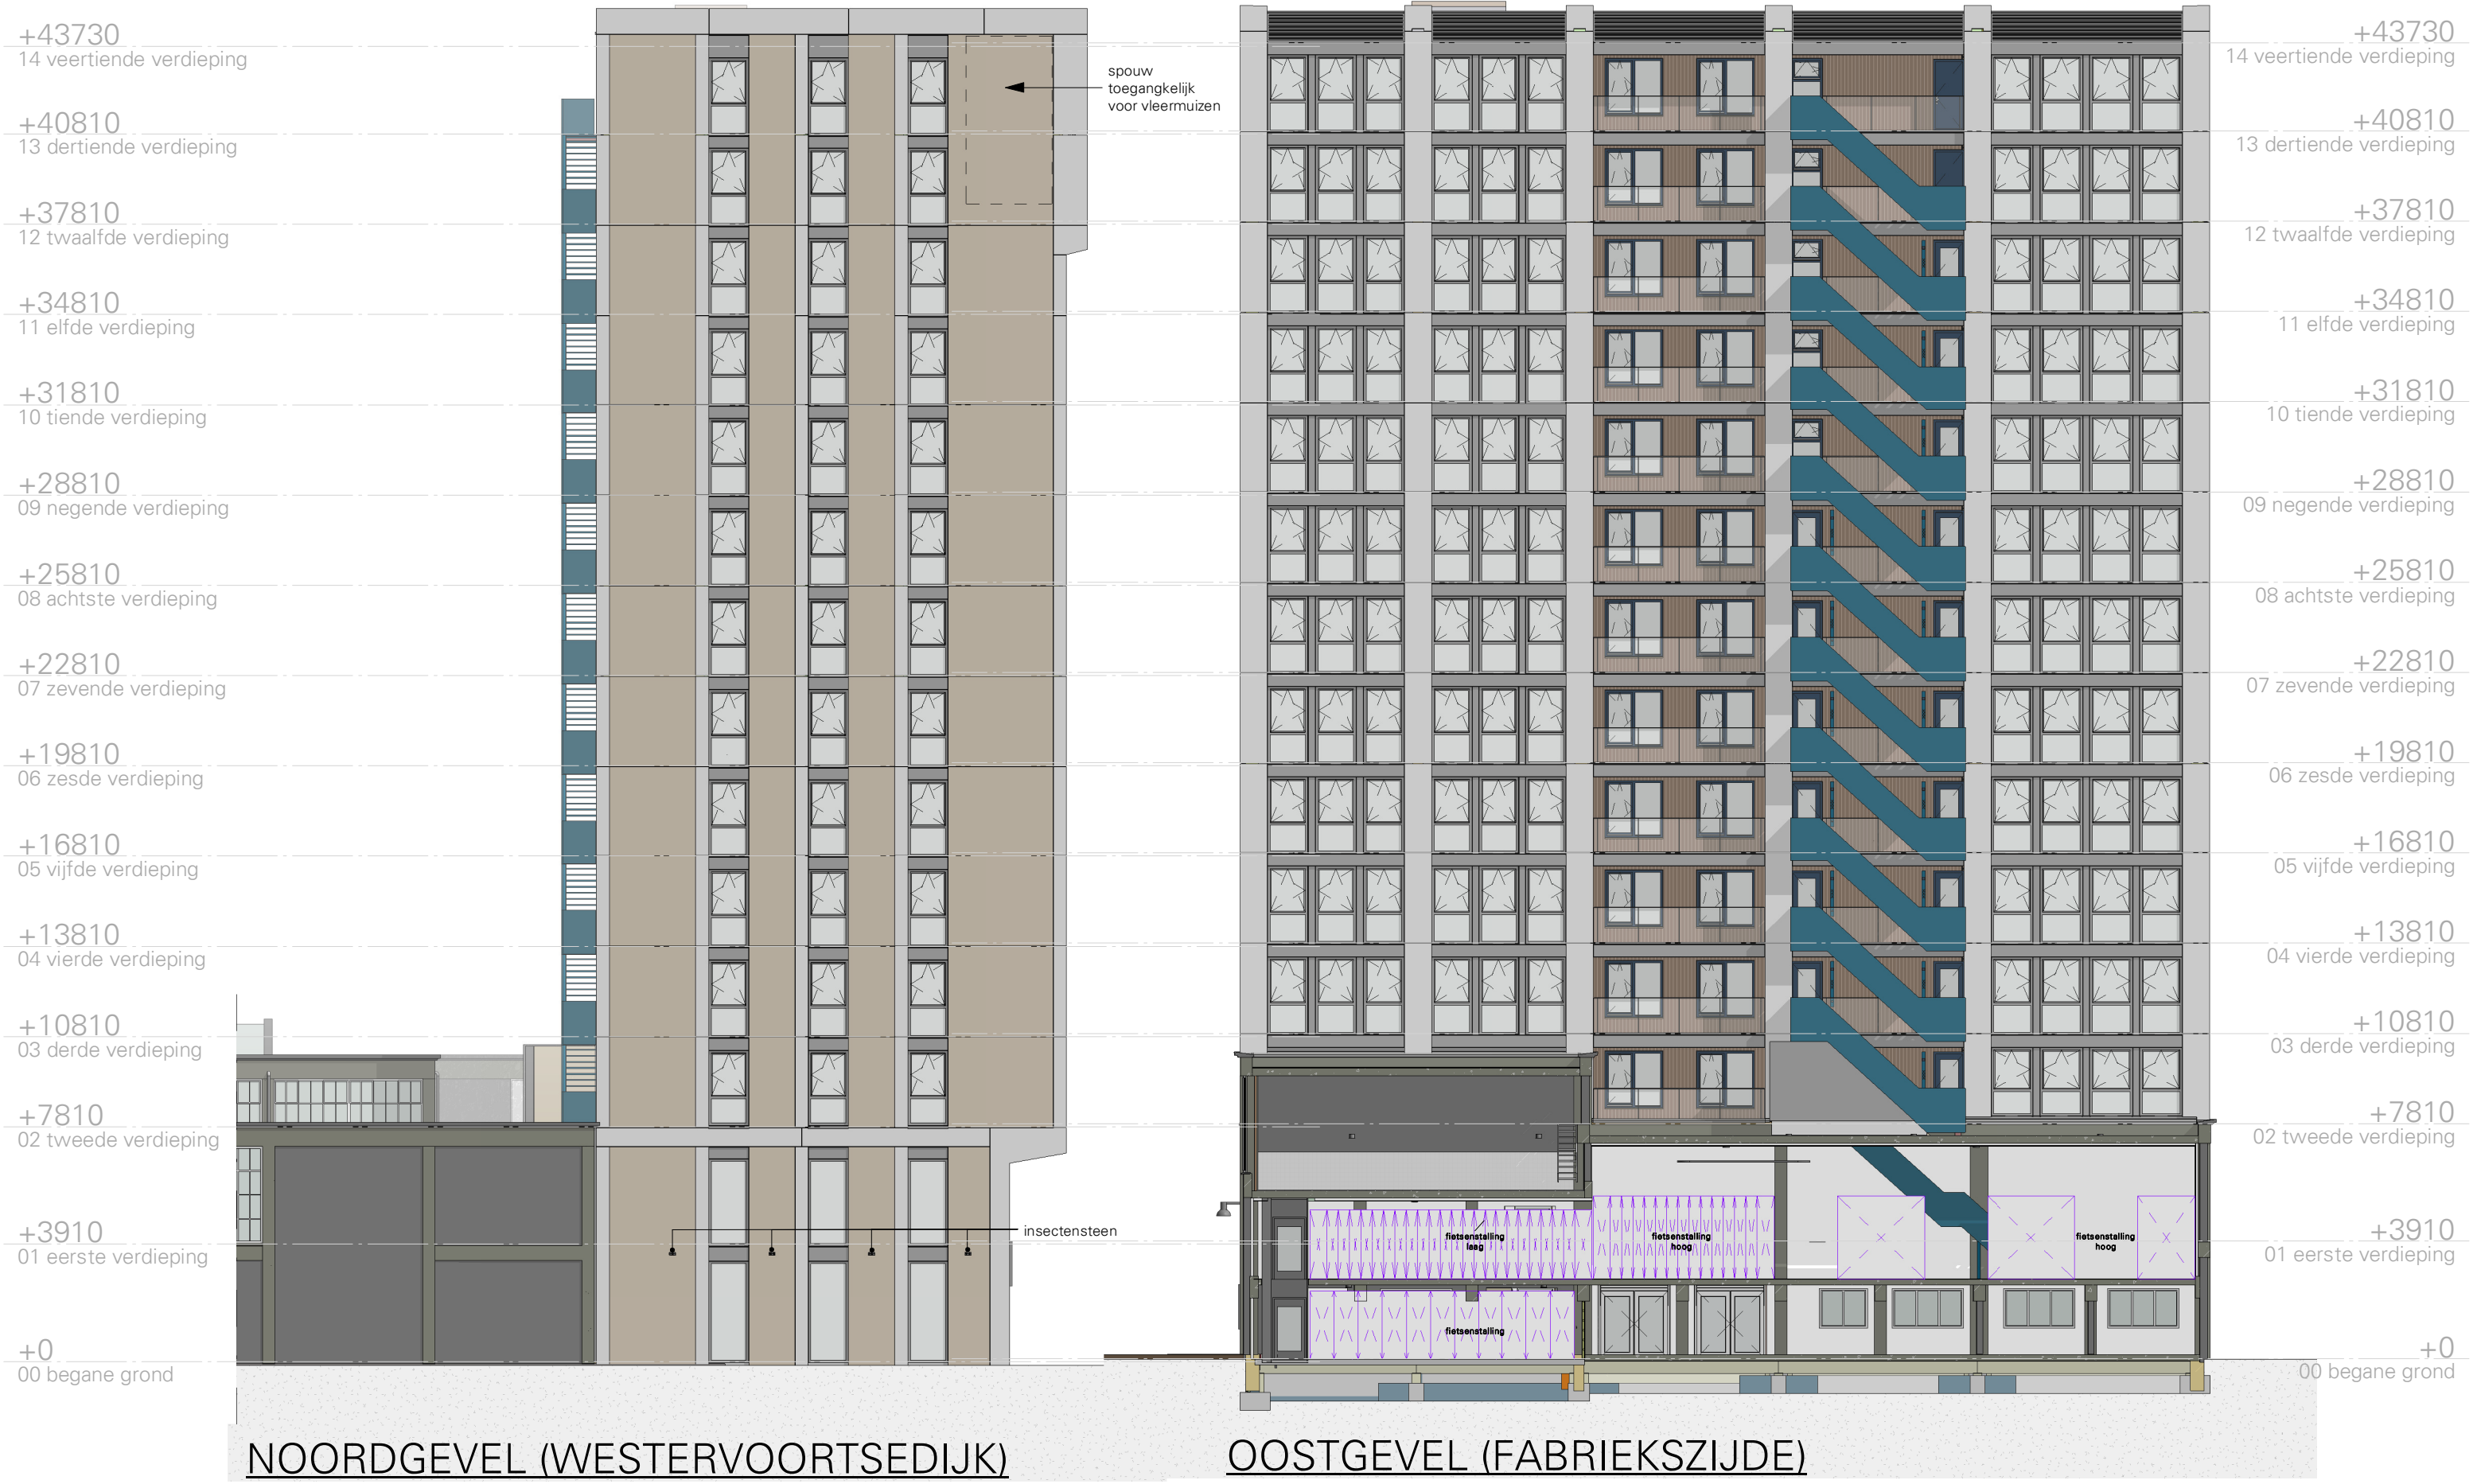 +43730
14 veertiende verdieping
+40810
13 dertiende verdieping
+37810
12 twaalfde verdieping
+34810
11 elfde verdieping
+31810
10 tiende verdieping
+28810
09 negende verdieping
+25810
08 achtste verdieping
+22810
07 zevende verdieping
+19810
06 zesde verdieping
+16810
05 vijfde verdieping
+13810
04 vierde verdieping
+10810
03 derde verdieping
+7810
02 tweede verdieping
+3910
01 eerste verdieping
+0
00 begane grond
spouw
toegangkelijk
voor vleermuizen
insectensteen
NOORDGEVEL (WESTERVOORTSEDIJK)
fietsenstalling
laag
fietsenstalling
hoog
fietsenstalling
hoog
fietsenstalling
OOSTGEVEL (FABRIEKSZIJDE)
+43730
14 veertiende verdieping
+40810
13 dertiende verdieping
+37810
12 twaalfde verdieping
+34810
11 elfde verdieping
+31810
10 tiende verdieping
+28810
09 negende verdieping
+25810
08 achtste verdieping
+22810
07 zevende verdieping
+19810
06 zesde verdieping
+16810
05 vijfde verdieping
+13810
04 vierde verdieping
+10810
03 derde verdieping
+7810
02 tweede verdieping
+3910
01 eerste verdieping
+0
00 begane grond